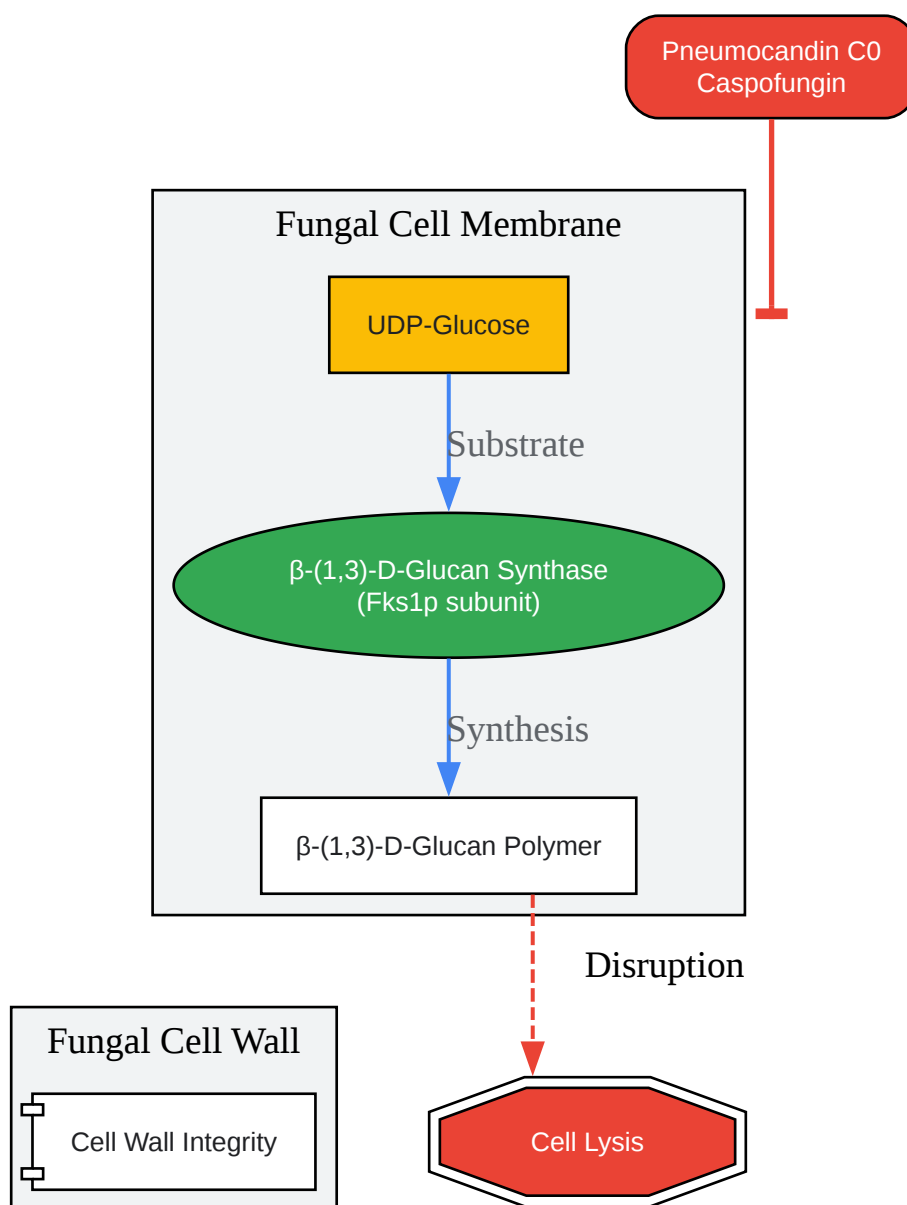 Pneumocandin C0
Caspofungin
Fungal Cell Membrane
UDP-Glucose
Substrate
β-(1,3)-D-Glucan Synthase
(Fks1p subunit)
Synthesis
β-(1,3)-D-Glucan Polymer
Disruption
Fungal Cell Wall
Cell Wall Integrity
Cell Lysis